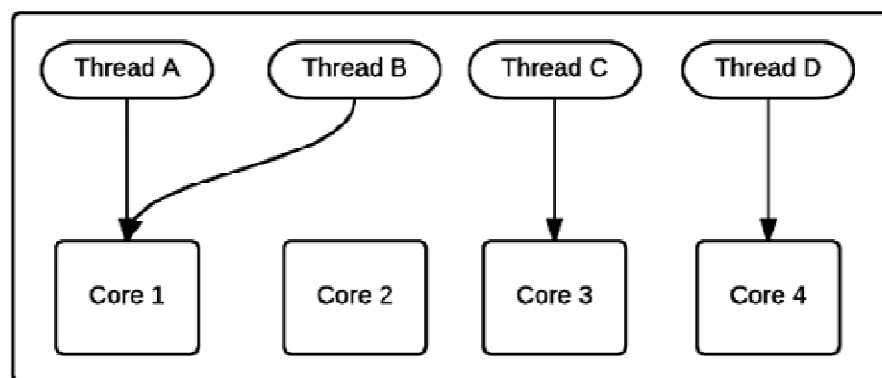 Thread A
Thread B
Thread C
Thread D
Core 1
Core 2
Core 3
Core 4